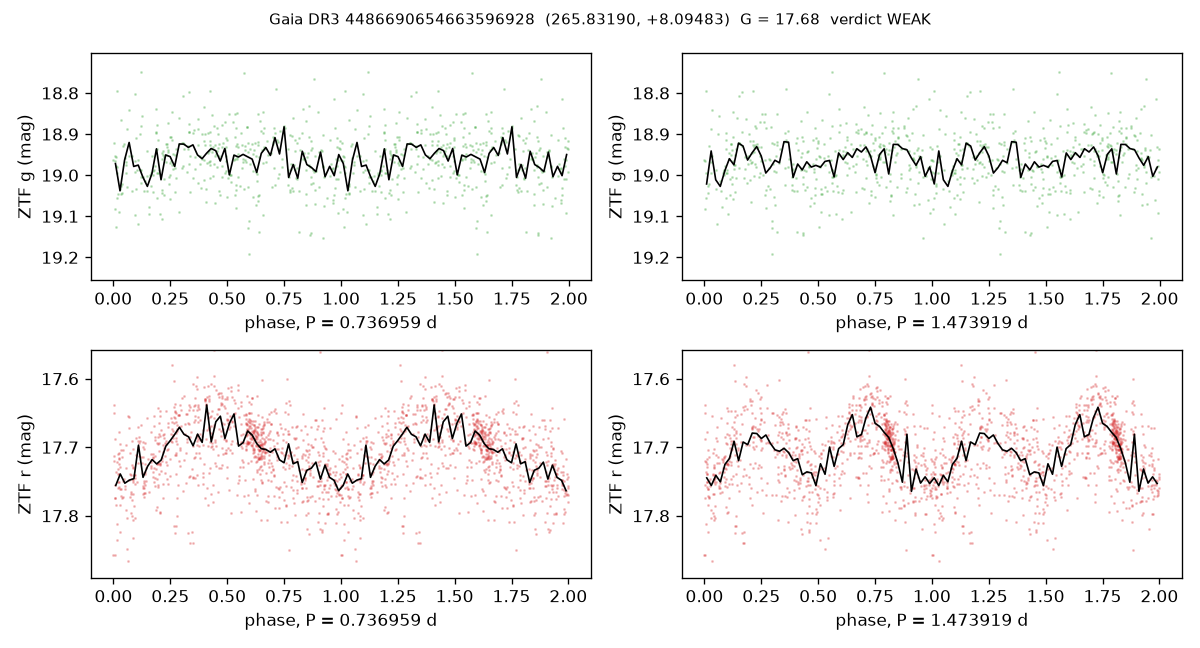 Gaia DR3 4486690654663596928 (265.83190, +8.09483) G = 17.68 verdict WEAK
ZTF g (mag)
18.8
18.9
19.0
19.1
19.2
0.00 0.25 0.50 0.75 1.00 1.25 1.50 1.75 2.00
phase, P = 0.736959 d
ZTF g (mag)
18.8
18.9
19.0
19.1
19.2
0.00 0.25 0.50 0.75 1.00 1.25 1.50 1.75 2.00
phase, P = 1.473919 d
ZTF r (mag)
17.6
17.7
17.8
0.00 0.25 0.50 0.75 1.00 1.25 1.50 1.75 2.00
phase, P = 0.736959 d
ZTF r (mag)
17.6
17.7
17.8
0.00 0.25 0.50 0.75 1.00 1.25 1.50 1.75 2.00
phase, P = 1.473919 d